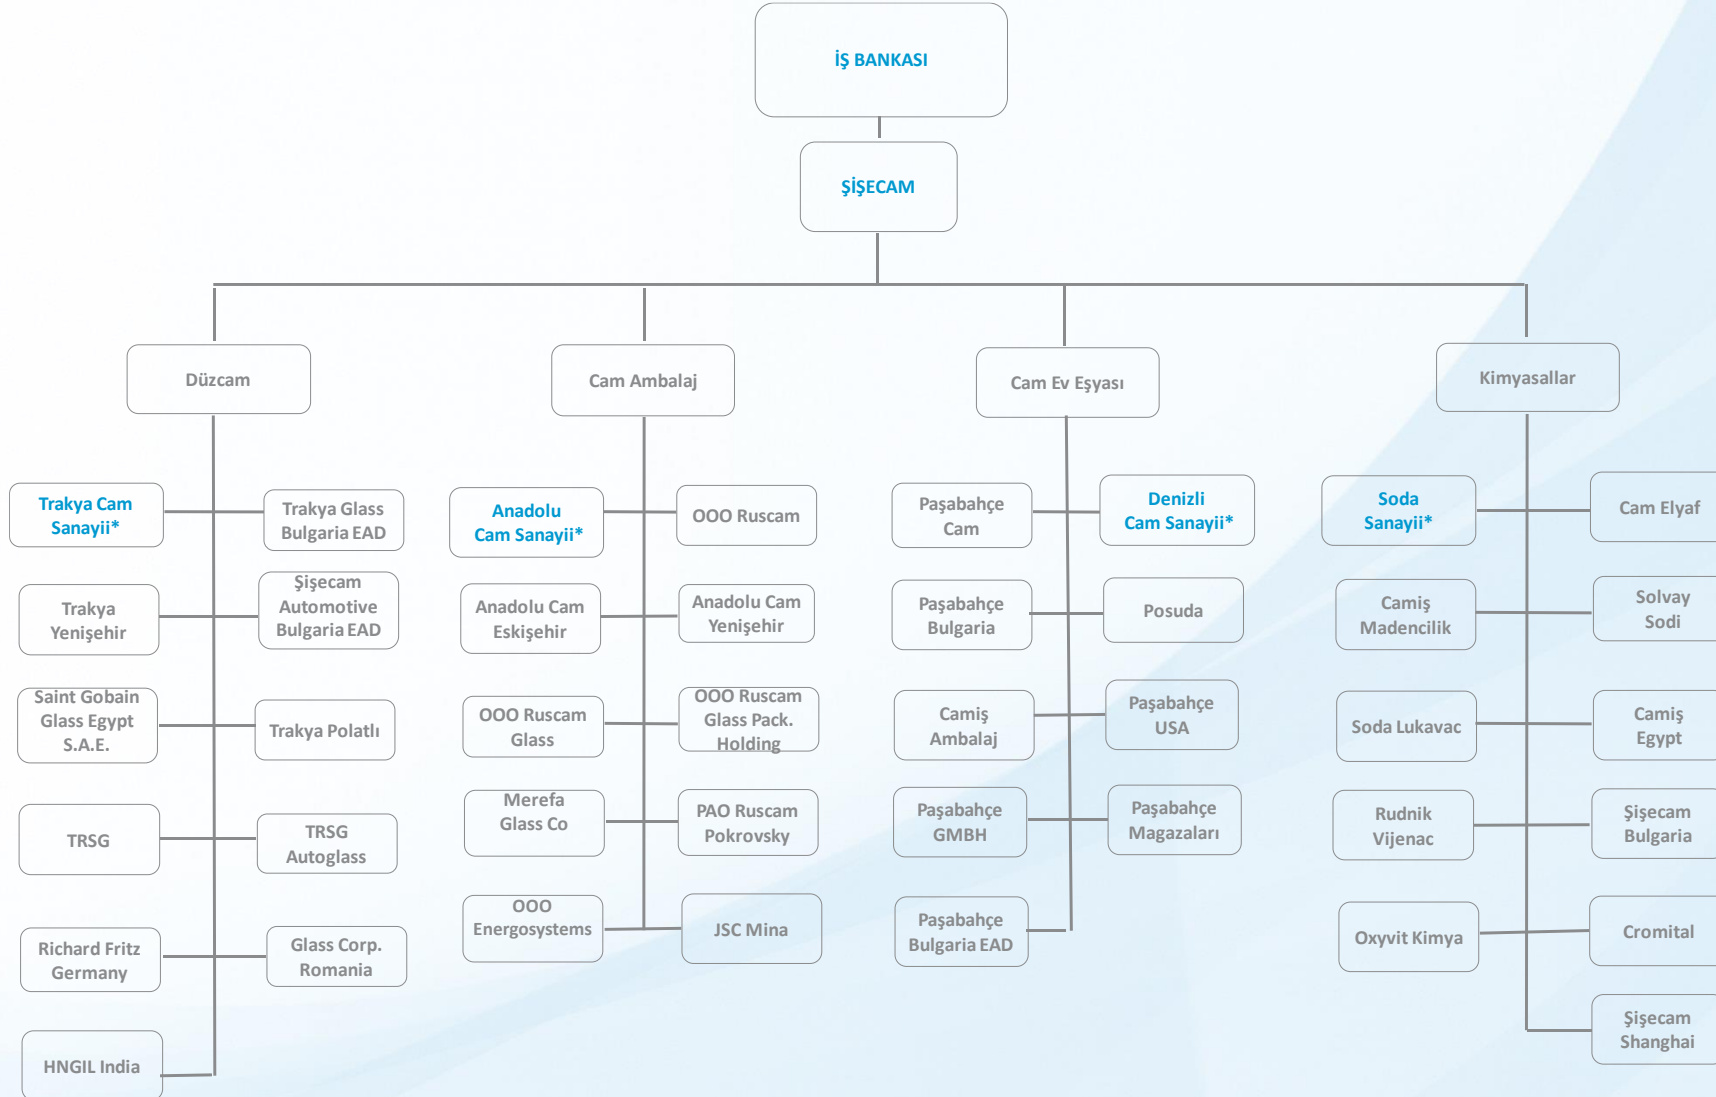 İŞ BANKASI
ŞİŞECAM
Düzcam
Cam Ambalaj
Cam Ev Eşyası
Kimyasallar
Trakya Cam
Sanayii*
Trakya Glass
Bulgaria EAD
Trakya
Yenişehir
Şişecam
Automotive
Bulgaria EAD
Saint Gobain
Glass Egypt
S.A.E.
Trakya Polatlı
TRSG
TRSG
Autoglass
Richard Fritz
Germany
Glass Corp.
Romania
HNGIL India
Anadolu
Cam Sanayii*
OOO Ruscam
Anadolu Cam
Eskişehir
Anadolu Cam
Yenişehir
OOO Ruscam
Glass
OOO Ruscam
Glass Pack.
Holding
Merefa
Glass Co
PAO Ruscam
Pokrovsky
OOO
Energosystems
JSC Mina
Paşabahçe
Cam
Denizli
Cam Sanayii*
Paşabahçe
Bulgaria
Posuda
Camiş
Ambalaj
Paşabahçe
USA
Paşabahçe
GMBH
Paşabahçe
Magazaları
Paşabahçe
Bulgaria EAD
Soda
Sanayii*
Cam Elyaf
Camiş
Madencilik
Solvay
Sodi
Soda Lukavac
Camiş
Egypt
Rudnik
Vijenac
Şişecam
Bulgaria
Oxyvit Kimya
Cromital
Şişecam
Shanghai